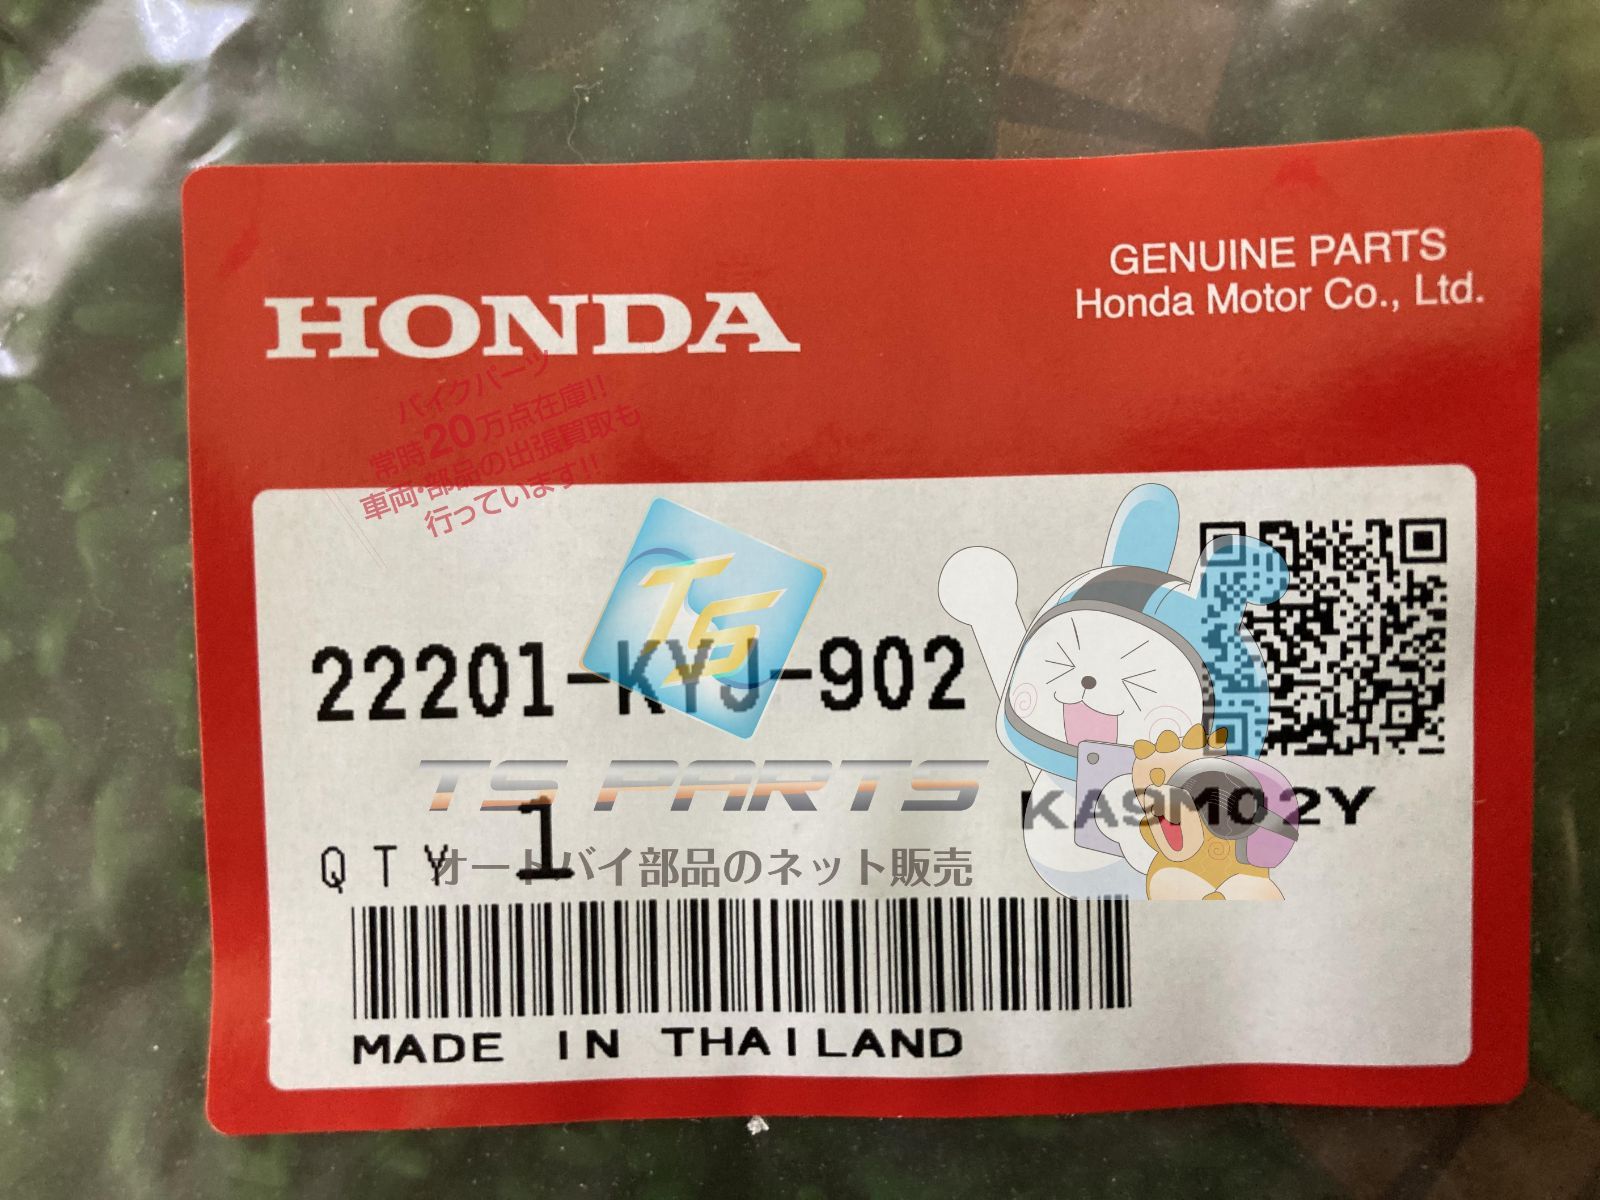 GENUINE PARTS
Honda Motor Co., Ltd.
HONDA
バイクパーツ
常時20万点在庫!!
車両・部品の出張買取も
行っています!!
TS
22201-KYJ-902
TS PARTS
KA9M02Y
QTY 1
オートバイ部品のネット販売
MADE IN THAILAND